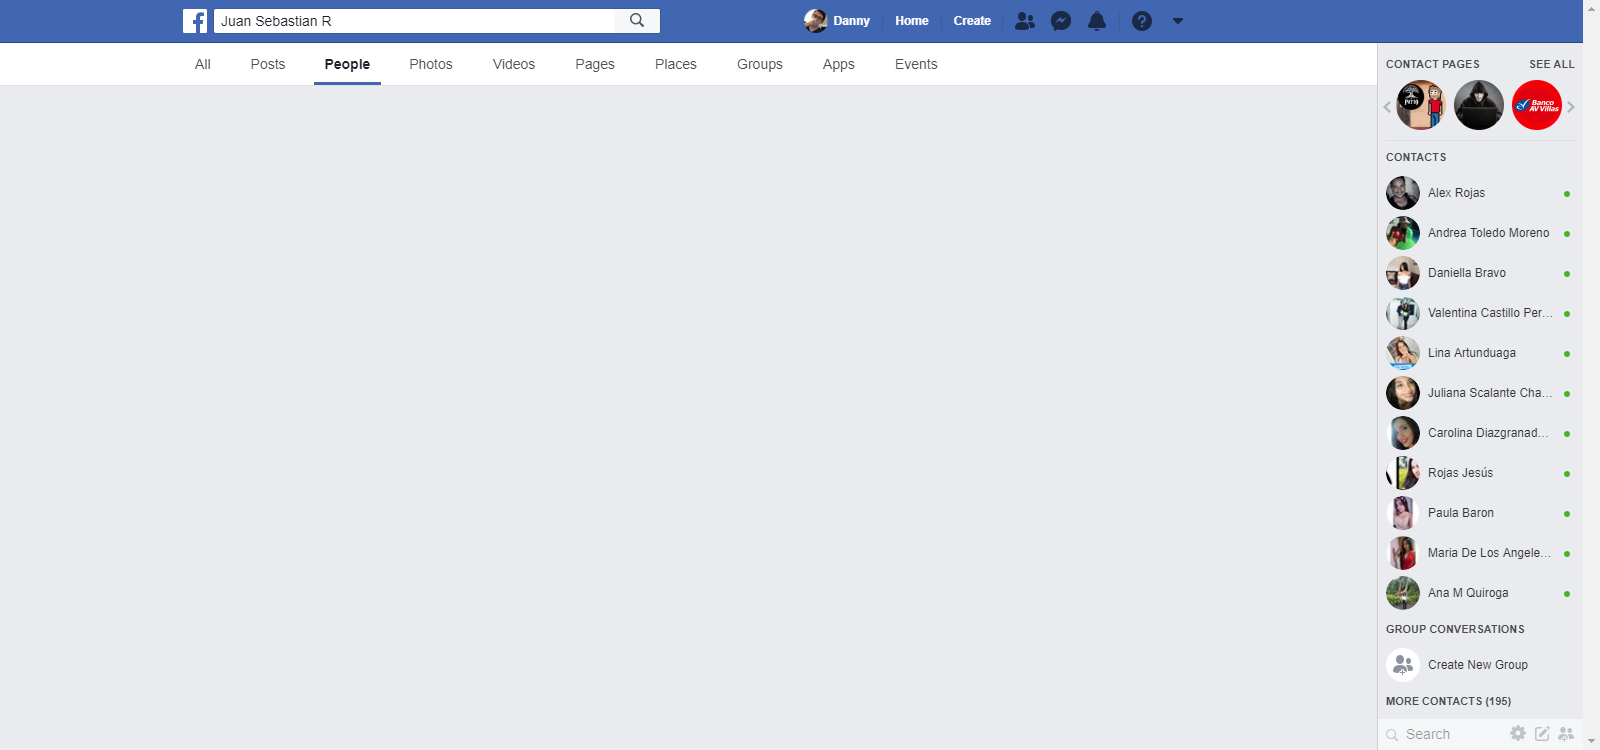 Juan Sebastian R
Danny
Home
Create
All
Posts
People
Photos
Videos
Pages
Places
Groups
Apps
Events
CONTACT PAGES
SEE ALL
Banco
AV Villas
CONTACTS
Alex Rojas
Andrea Toledo Moreno
Daniella Bravo
Valentina Castillo Per...
Lina Artunduaga
Juliana Scalante Cha...
Carolina Diazgranad...
Rojas Jesús
Paula Baron
Maria De Los Angele...
Ana M Quiroga
GROUP CONVERSATIONS
Create New Group
MORE CONTACTS (195)
Search